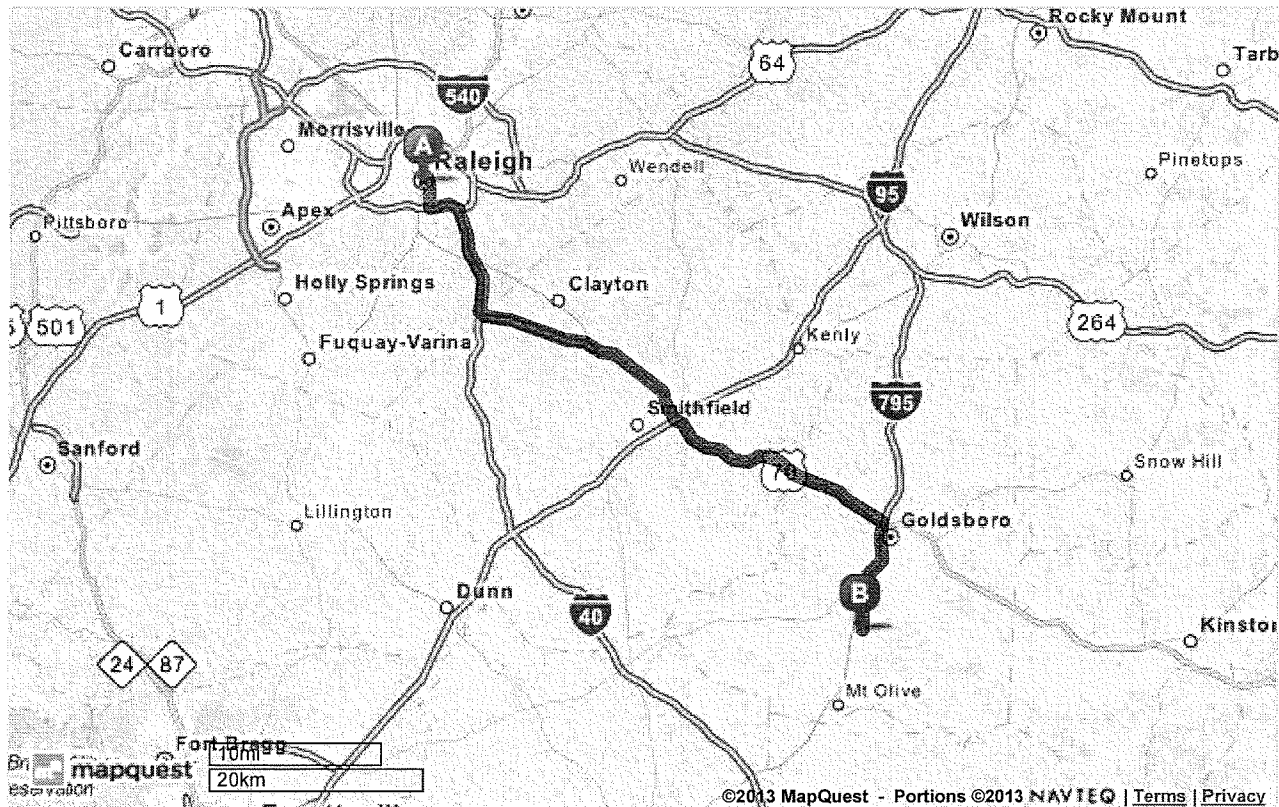 Rocky Mount
Carrboro
64
Tarb
540
Morrisville
A
Raleigh
Wendell
Pinetops
95
Pittsboro
Apex
Wilson
Holly Springs
Clayton
1
501
264
Fuquay-Varina
Kenly
795
Smithfield
Sanford
Snow Hill
Lillington
Goldsboro
Dunn
B
40
Kinston
24 87
Mt Olive
Fort Bragg
10mi
mapquest
20km
©2013 MapQuest - Portions ©2013 NAVTEQ | Terms | Privacy